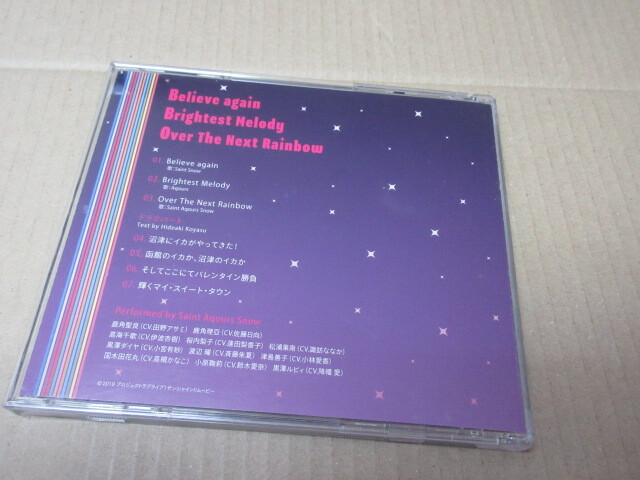 Believe again
Brightest Melody
Over The Next Rainbow
01. Believe again
歌:Saint Snow
02. Brightest Melody
歌:Aqours
03. Over The Next Rainbow
歌:Saint Aqours Snow
ドラマパート
Text by Hideaki Koyasu
04. 沼津にイカがやってきた!
05. 函館のイカか、沼津のイカか
06. そしてここにてバレンタイン勝負
07. 輝くマイ・スイート・タウン
Performed by Saint Aqours Snow
鹿角聖良(CV.田野アサミ) 鹿角理亞(CV.佐藤日向)
高海千歌(CV.伊波杏樹) 桜内梨子(CV.逢田梨香子) 松浦果南(CV.諏訪ななか)
黒澤ダイヤ(CV.小宮有紗) 渡辺 曜(CV.斉藤朱夏) 津島善子(CV.小林愛香)
国木田花丸(CV.高槻かなこ) 小原鞠莉(CV.鈴木愛奈) 黒澤ルビィ(CV.降幡 愛)
©2019 プロジェクトラブライブ!サンシャイン!!ムービー